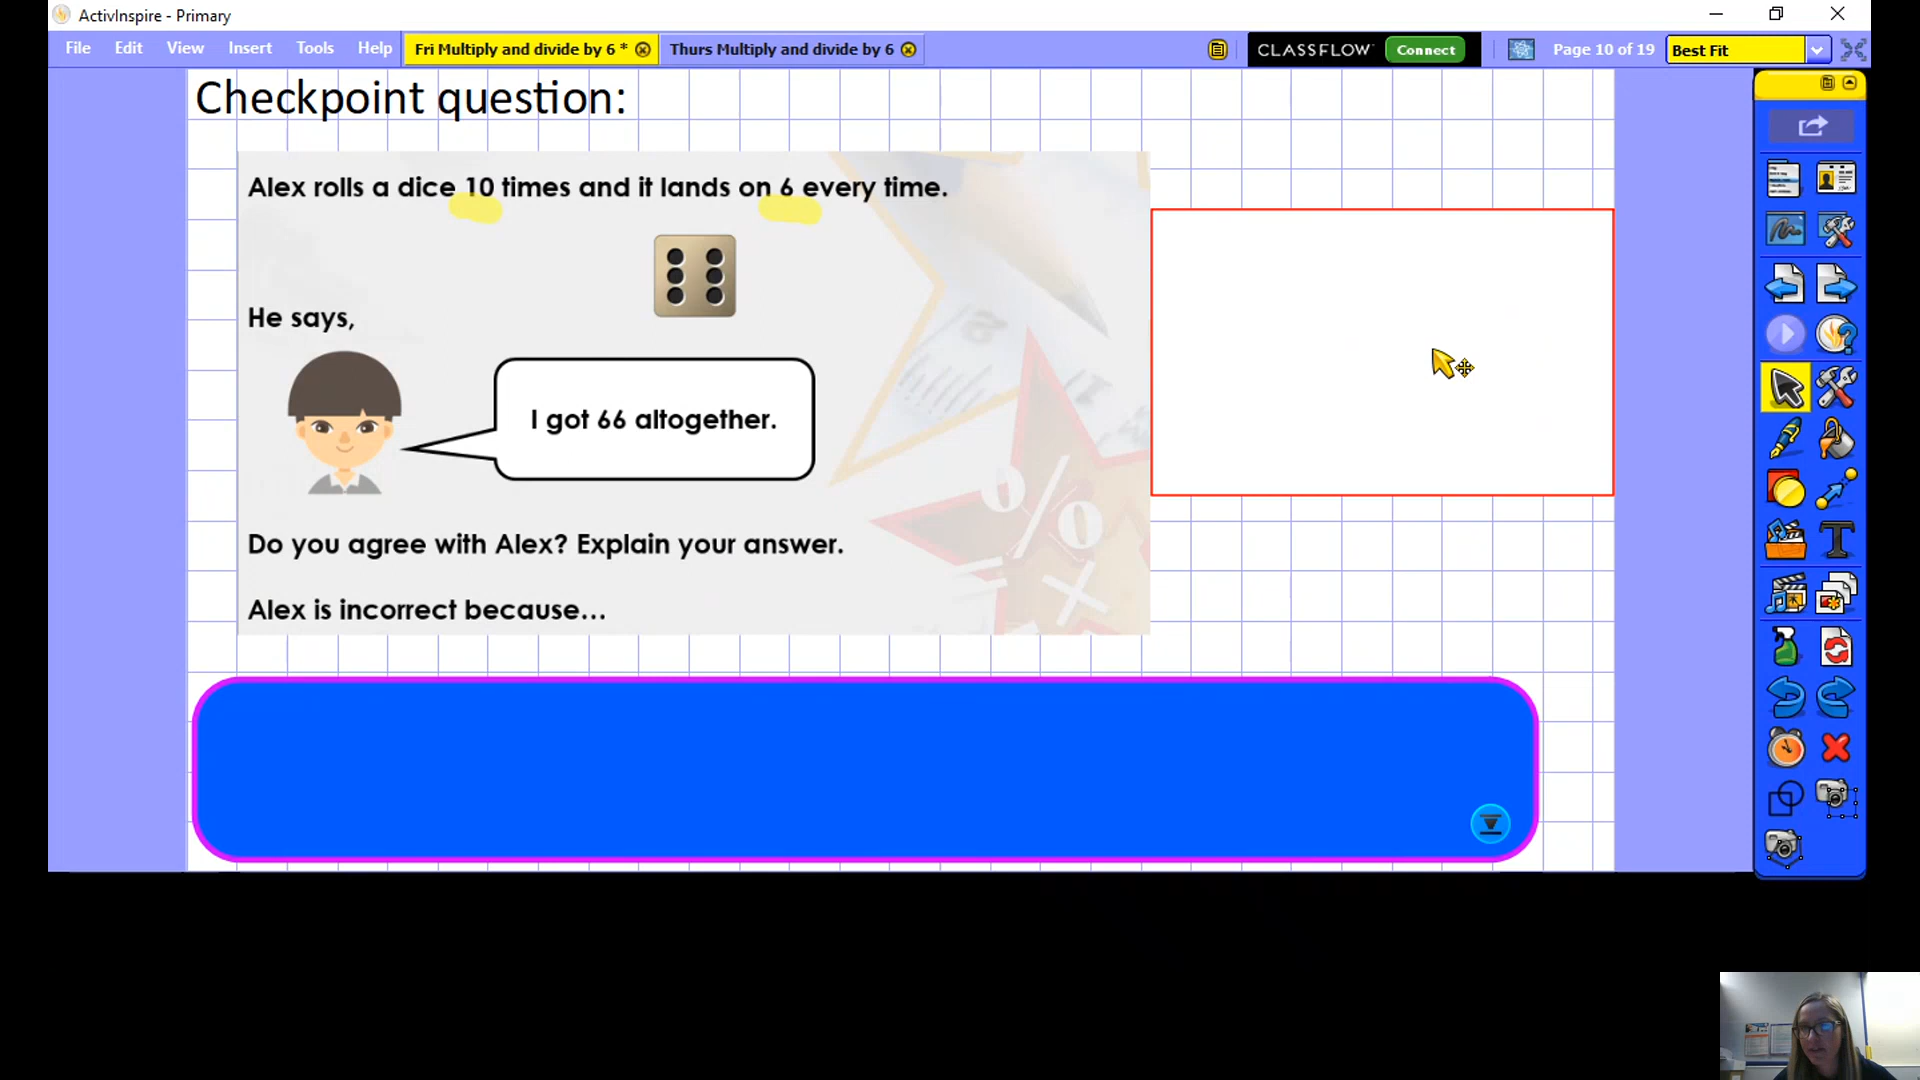 ActivInspire - Primary
File Edit View Insert Tools Help
Fri Multiply and divide by 6 *
Thurs Multiply and divide by 6
CLASSFLOW Connect
Page 10 of 19
Best Fit
Checkpoint question:
Alex rolls a dice 10 times and it lands on 6 every time.
He says,
I got 66 altogether.
Do you agree with Alex? Explain your answer.
Alex is incorrect because...